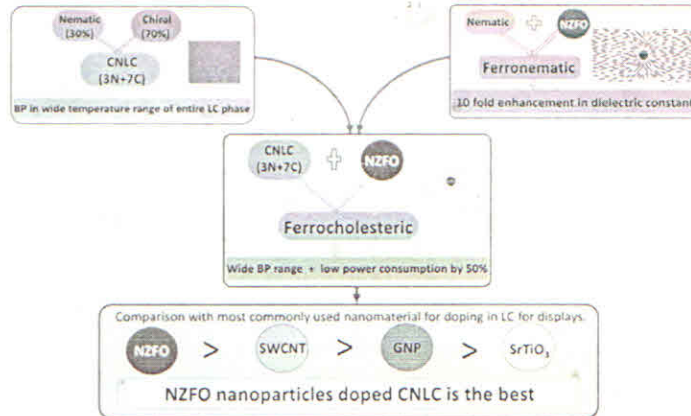 Nematic
(30%)
Chiral
(70%)
CNLC
(3N+7C)
BP in wide temperature range of entire LC phase
Nematic
NZFO
Ferronematic
10 fold enhancement in dielectric constant
CNLC
(3N+7C)
NZFO
Ferrocholesteric
Wide BP range + low power consumption by 50%
Comparison with most commonly used nanomaterial for doping in LC for displays.
NZFO > SWCNT > GNP > SrTiO₃
NZFO nanoparticles doped CNLC is the best